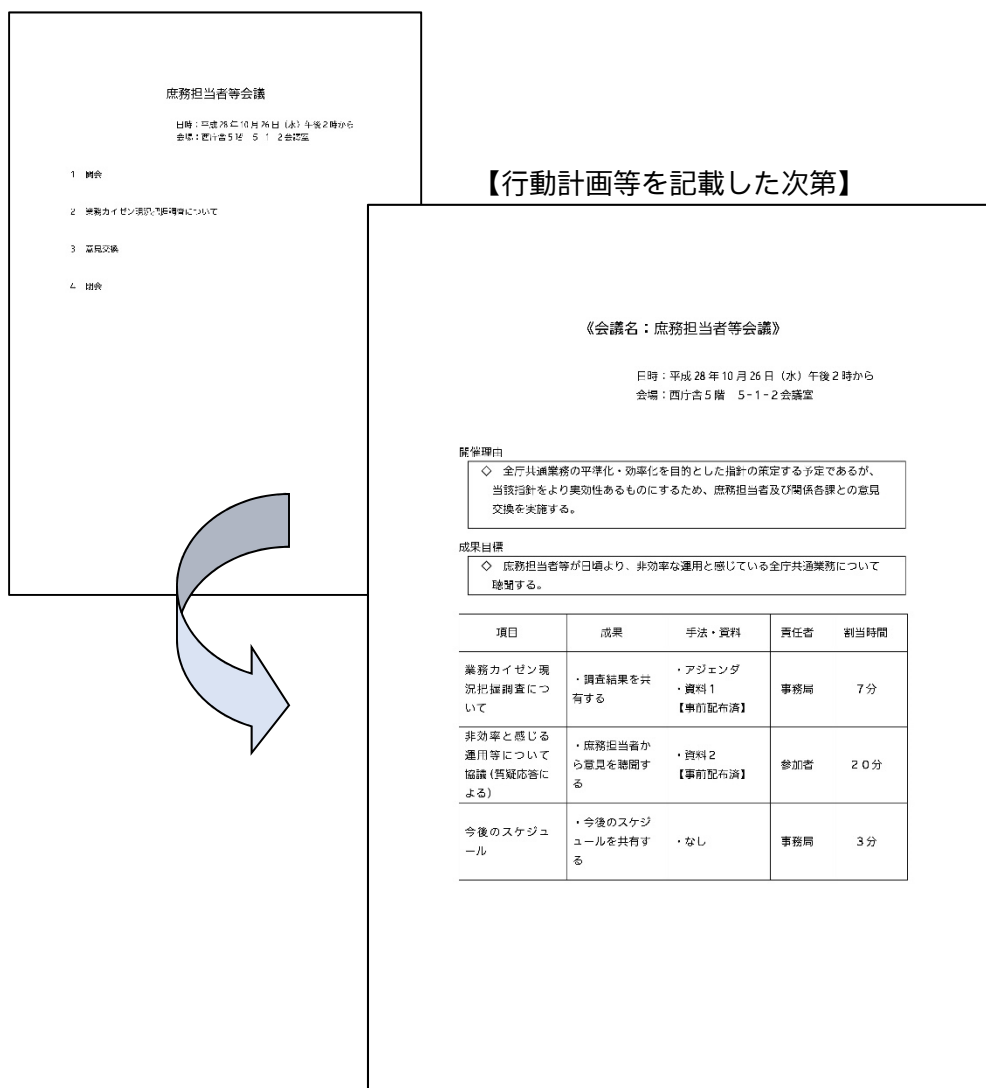 庶務担当者等会議
日時：平成28年10月26日（水）午後2時から
会場：西庁舎5階　5-1-2会議室
1　開会
2　業務カイゼン現況把握調査について
3　意見交換
4　閉会
【行動計画等を記載した次第】
《会議名：庶務担当者等会議》
日時：平成28年10月26日（水）午後2時から
会場：西庁舎5階　5-1-2会議室
開催理由
◇　全庁共通業務の平準化・効率化を目的とした指針の策定する予定であるが、
当該指針をより実効性あるものにするため、庶務担当者及び関係各課との意見
交換を実施する。
成果目標
◇　庶務担当者等が日頃より、非効率な運用と感じている全庁共通業務について
聴聞する。
項目　成果　手法・資料　責任者　割当時間
業務カイゼン現
況把握調査につ
いて
・調査結果を共
有する
・アジェンダ
・資料1
【事前配布済】
事務局
7分
非効率と感じる
運用等について
協議（質疑応答に
よる）
・庶務担当者か
ら意見を聴聞す
る
・資料2
【事前配布済】
参加者
20分
今後のスケジュ
ール
・今後のスケジ
ュールを共有す
る
・なし
事務局
3分